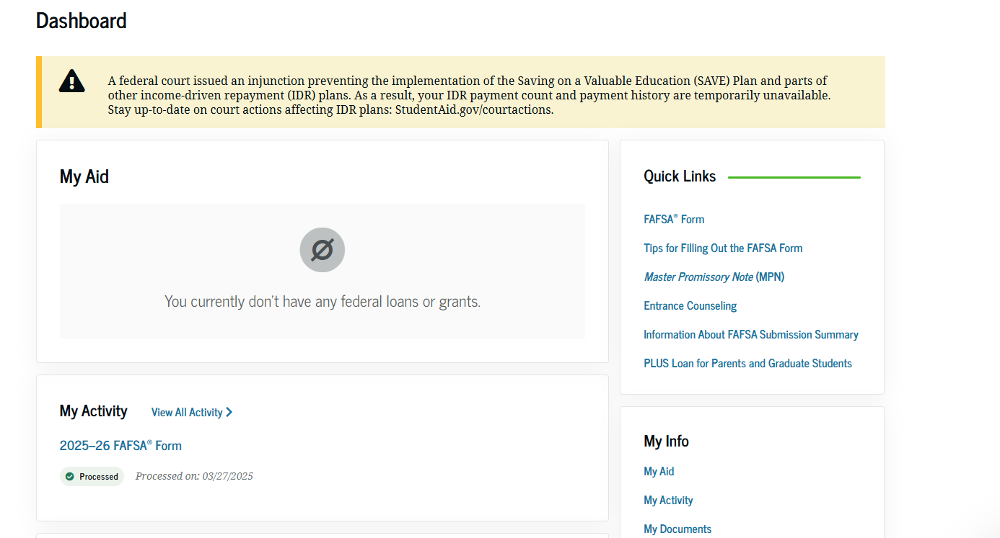 Dashboard
A federal court issued an injunction preventing the implementation of the Saving on a Valuable Education (SAVE) Plan and parts of
other income-driven repayment (IDR) plans. As a result, your IDR payment count and payment history are temporarily unavailable.
Stay up-to-date on court actions affecting IDR plans: StudentAid.gov/courtactions.
My Aid
You currently don't have any federal loans or grants.
My Activity
View All Activity
2025–26 FAFSA® Form
Processed
Processed on: 03/27/2025
Quick Links
FAFSA® Form
Tips for Filling Out the FAFSA Form
Master Promissory Note (MPN)
Entrance Counseling
Information About FAFSA Submission Summary
PLUS Loan for Parents and Graduate Students
My Info
My Aid
My Activity
My Documents